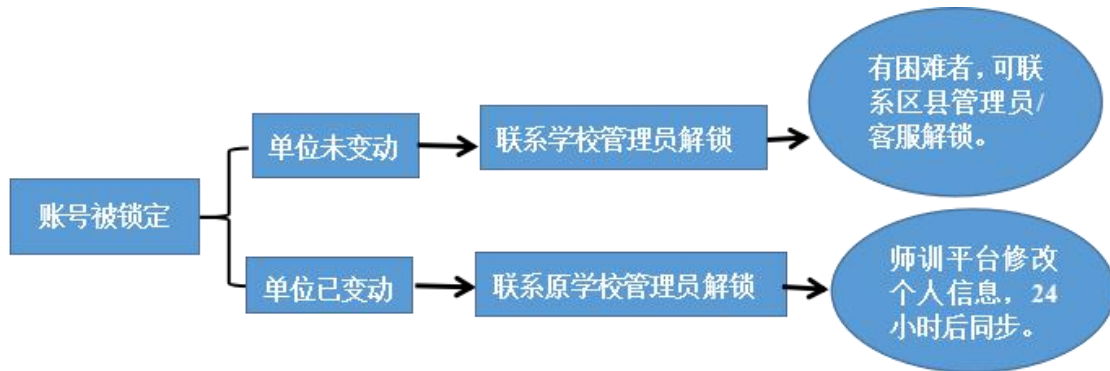 账号被锁定
单位未变动
联系学校管理员解锁
有困难者，可联
系区县管理员/
客服解锁。
单位已变动
联系原学校管理员解锁
师训平台修改
个人信息，24
小时后同步。